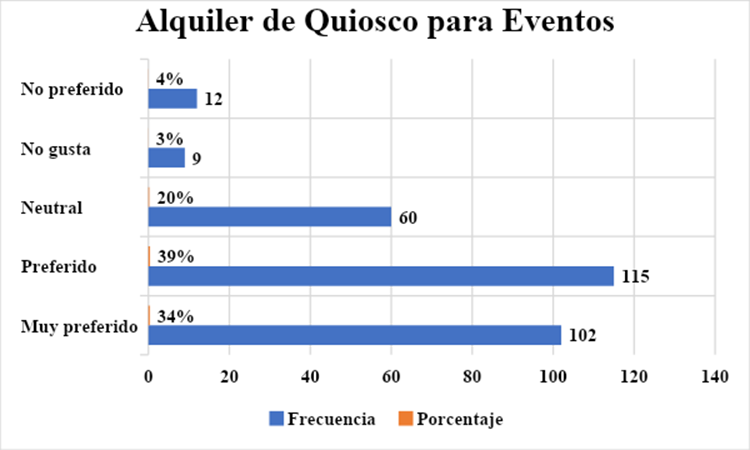 Alquiler de Quiosco para Eventos
No preferido
4%
12
No gusta
3%
9
Neutral
20%
60
Preferido
39%
115
Muy preferido
34%
102
0 20 40 60 80 100 120 140
Frecuencia Porcentaje